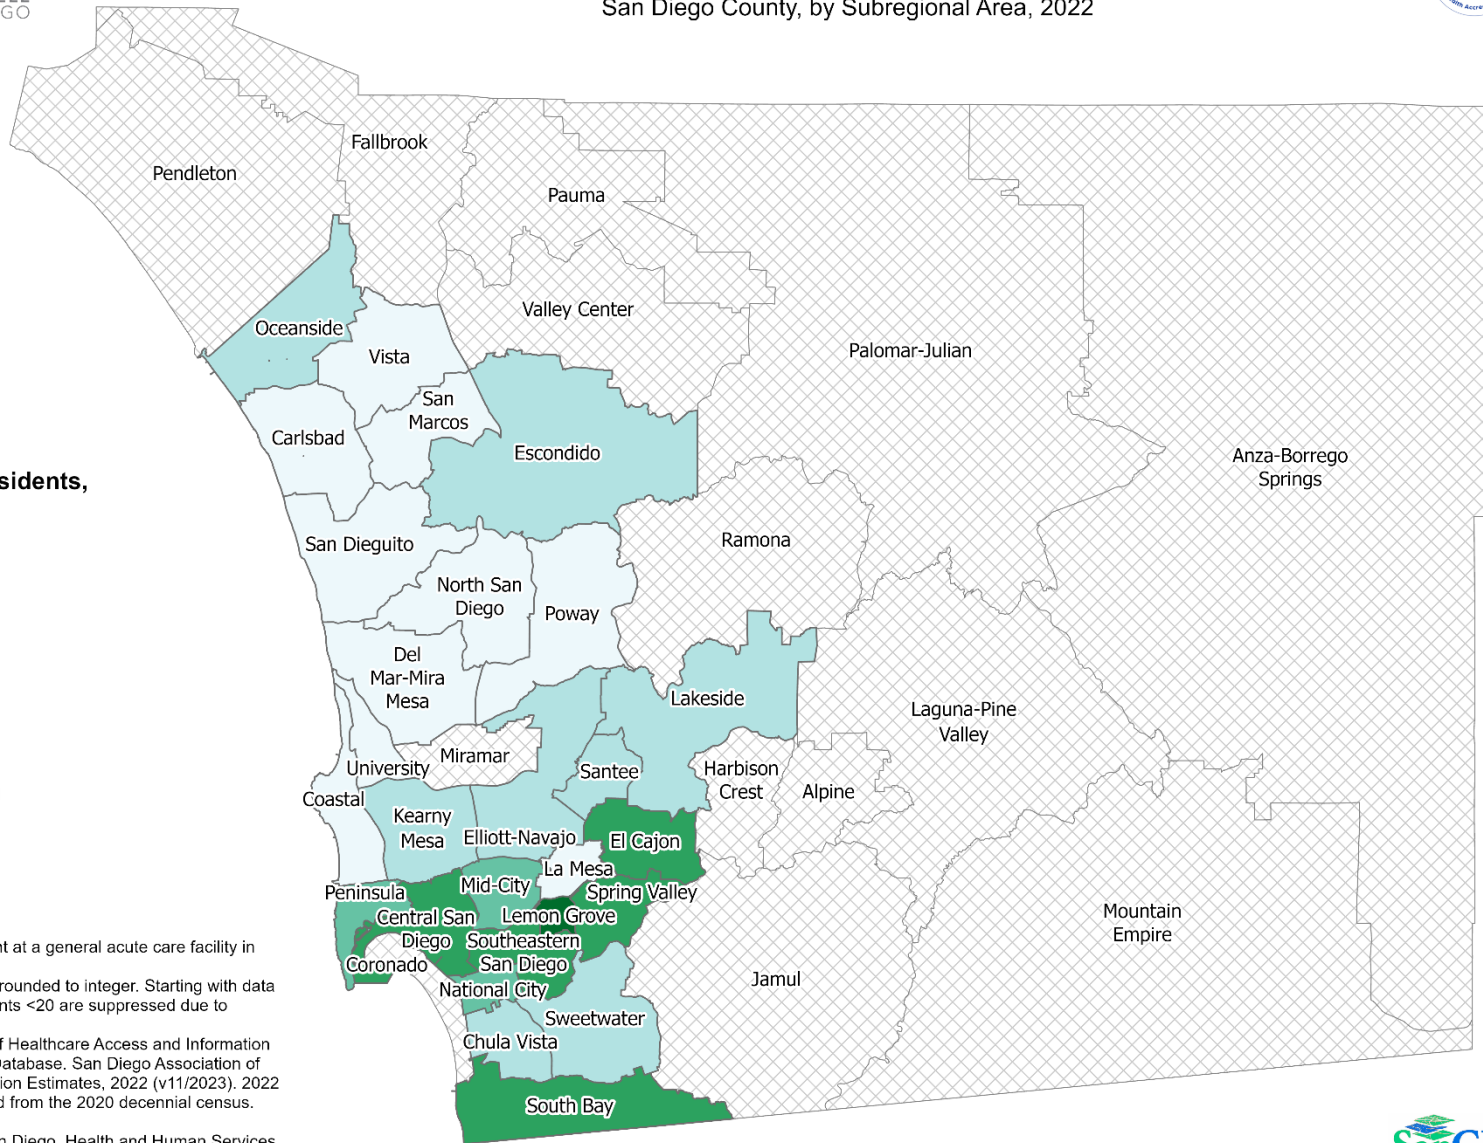 GO
San Diego County, by Subregional Area, 2022
Fallbrook
Pendleton
Pauma
Valley Center
Oceanside
Vista
Palomar-Julian
San
Marcos
Carlsbad
Escondido
Anza-Borrego
Springs
sidents,
San Dieguito
Ramona
North San
Diego
Poway
Del
Mar-Mira
Mesa
Lakeside
Laguna-Pine
Valley
Miramar
University
Santee
Harbison
Crest
Alpine
Coastal
Kearny
Mesa
Elliott-Navajo
El Cajon
La Mesa
Peninsula
Mid-City
Spring Valley
Central San
Diego
Lemon Grove
Southeastern
San Diego
Coronado
National City
Mountain
Empire
Jamul
Sweetwater
Chula Vista
South Bay
nt at a general acute care facility in
rounded to integer. Starting with data
nts <20 are suppressed due to
f Healthcare Access and Information
Database. San Diego Association of
ion Estimates, 2022 (v11/2023). 2022
d from the 2020 decennial census.
n Diego, Health and Human Services